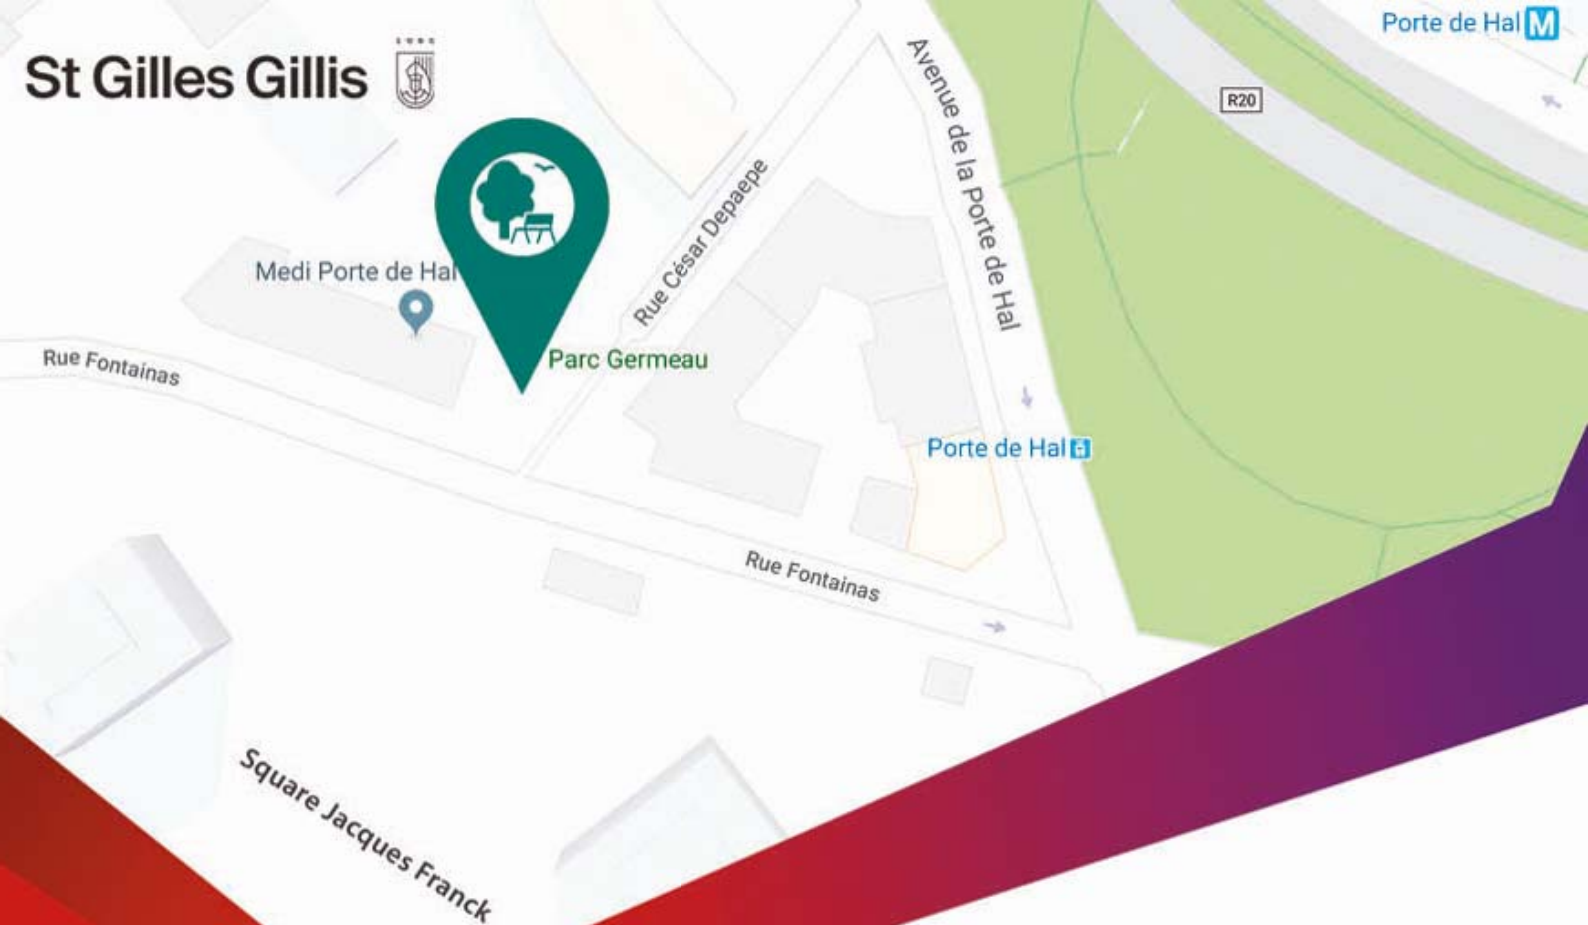 Porte de Hal M
St Gilles Gillis
R20
Avenue de la Porte de Hal
Rue César Depaepe
Medi Porte de Hal
Parc Germeau
Rue Fontainas
Porte de Hal
Rue Fontainas
Square Jacques Franck